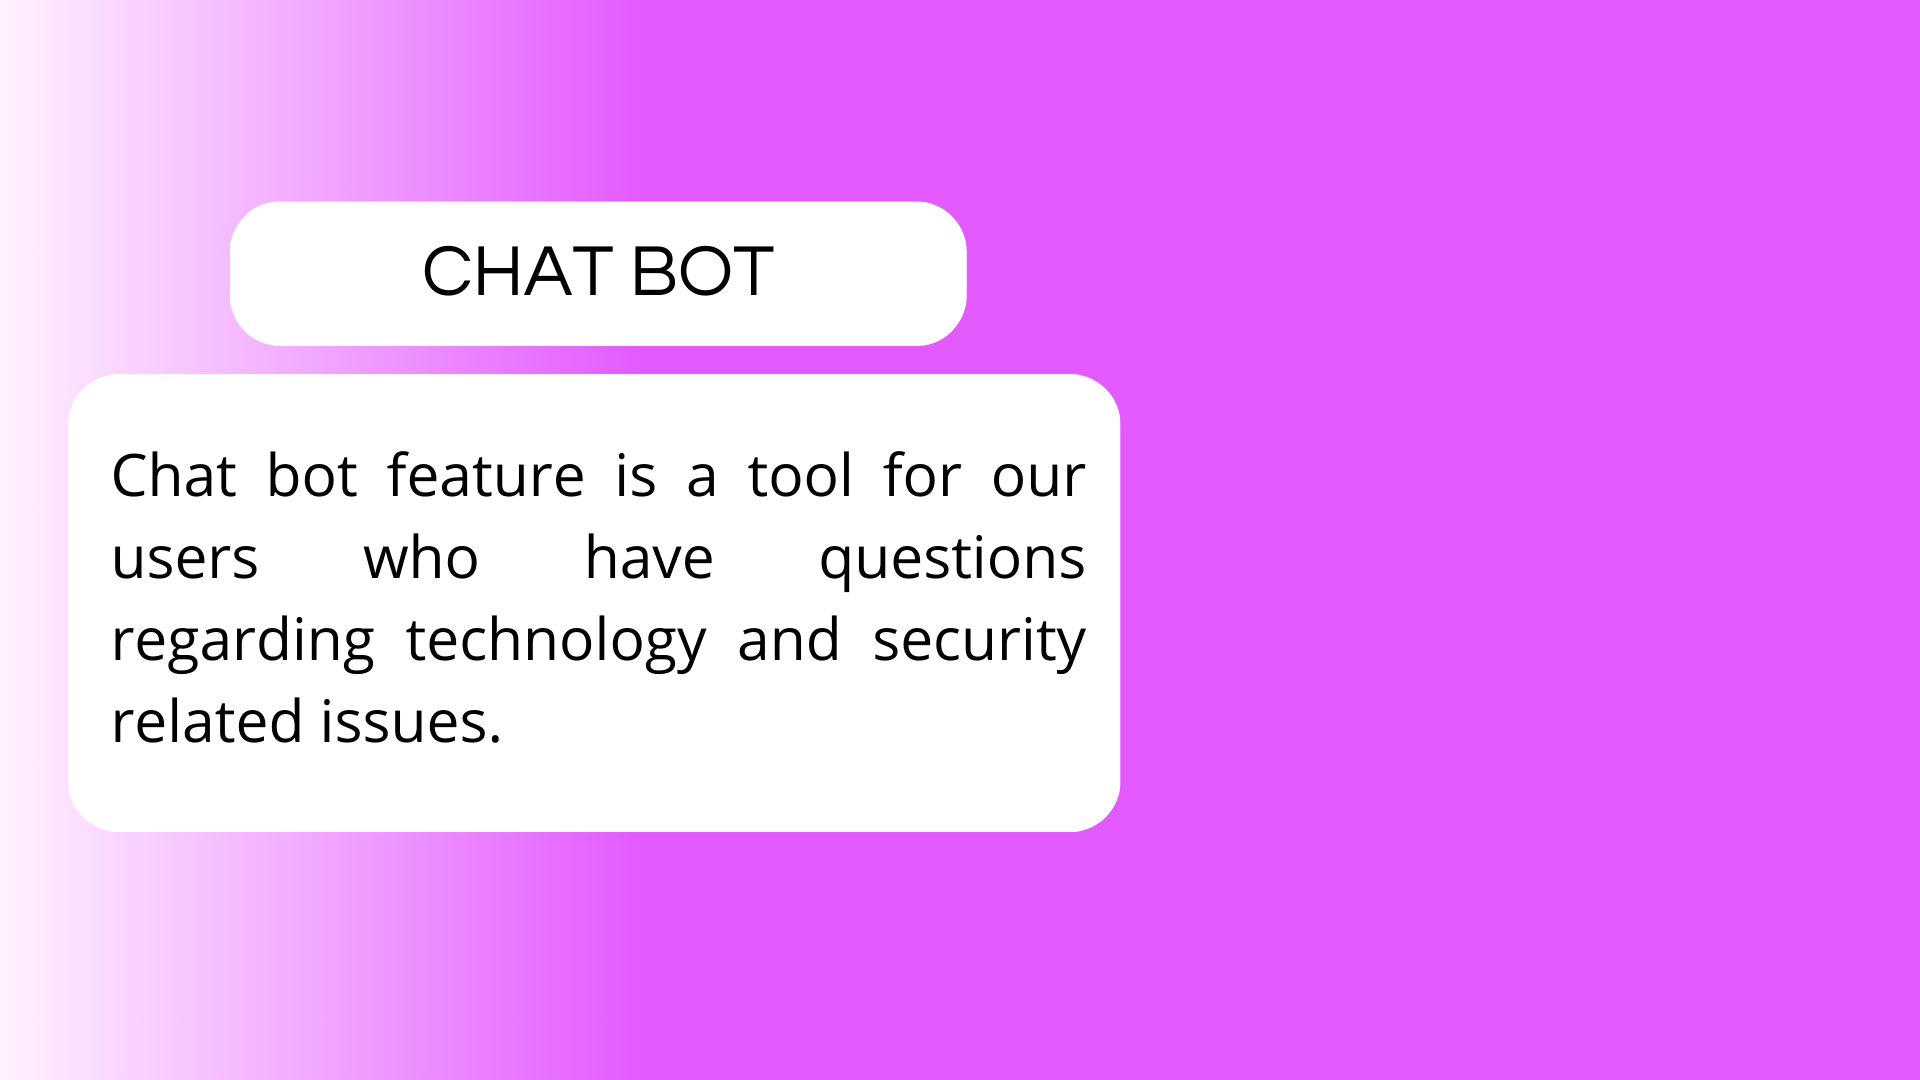 CHAT BOT
Chat bot feature is a tool for our
users who have questions
regarding technology and security
related issues.